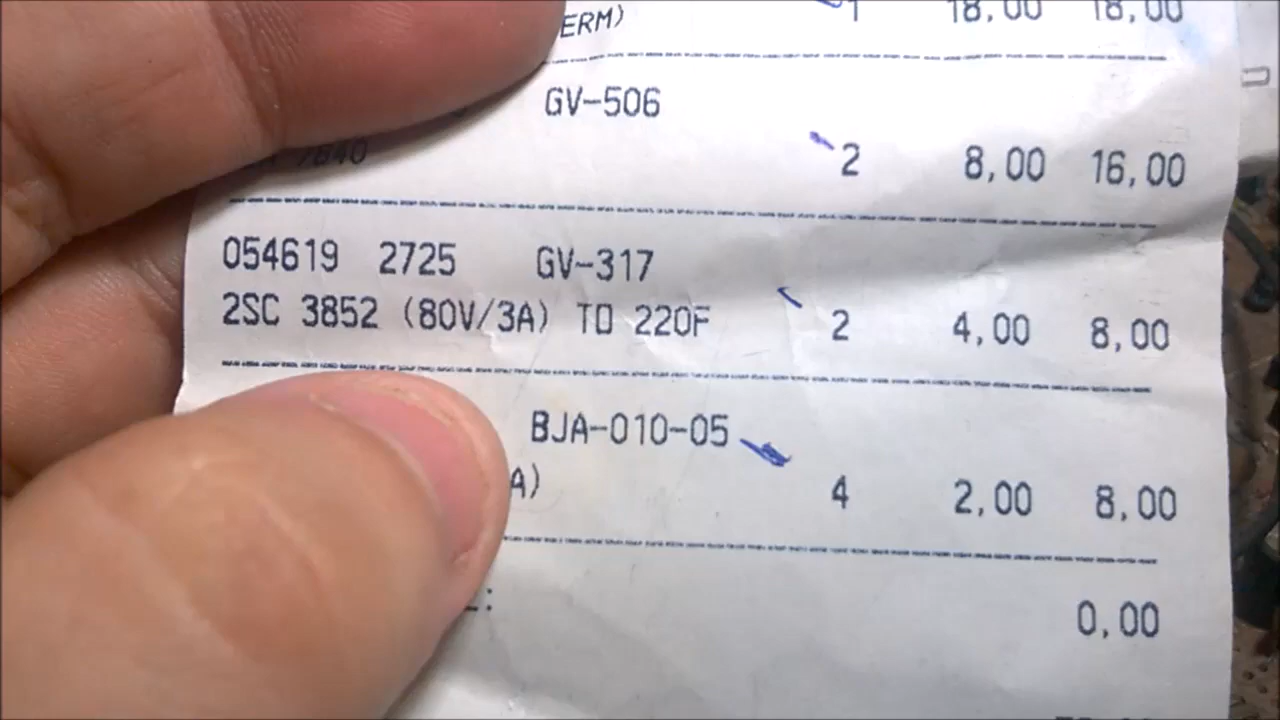 ERM) 1 18,00 18,00
GV-506
7840 2 8,00 16,00
054619 2725 GV-317
2SC 3852 (80V/3A) TO 220F 2 4,00 8,00
BJA-010-05
A) 4 2,00 8,00
: 0,00